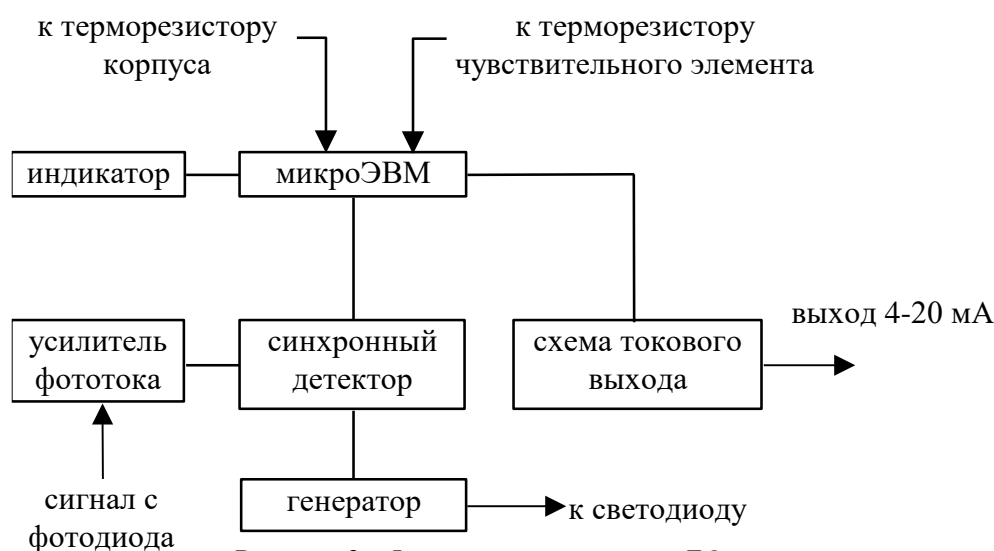 к терморезистору
корпуса
к терморезистору
чувствительного элемента
индикатор
микроЭВМ
усилитель
фототока
синхронный
детектор
схема токового
выхода
выход 4-20 мА
сигнал с
фотодиода
генератор
к светодиоду